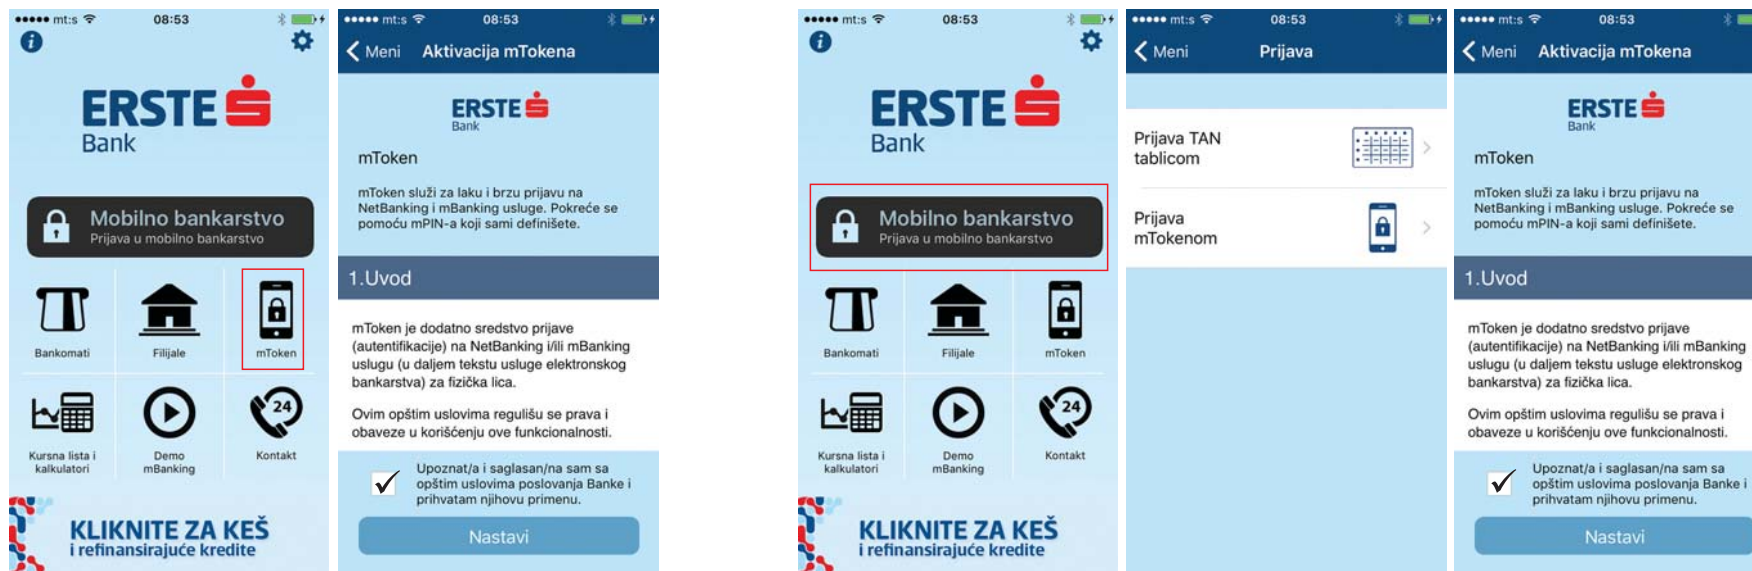 mt:s 08:53
ERSTE
Bank
Mobilno bankarstvo
Prijava u mobilno bankarstvo
Bankomati Filijale mToken
24
Kursna lista i
kalkulatori
Demo
mBanking
Kontakt
KLIKNITE ZA KEŠ
i refinansirajuće kredite
mt:s 08:53
Meni Aktivacija mTokena
ERSTE
Bank
mToken
mToken služi za laku i brzu prijavu na
NetBanking i mBanking usluge. Pokreće se
pomoću mPIN-a koji sami definišete.
1.Uvod
mToken je dodatno sredstvo prijave
(autentifikacije) na NetBanking i/ili mBanking
uslugu (u daljem tekstu usluge elektronskog
bankarstva) za fizička lica.
Ovim opštim uslovima regulišu se prava i
obaveze u korišćenju ove funkcionalnosti.
Upoznat/a i saglasan/na sam sa
opštim uslovima poslovanja Banke i
prihvatam njihovu primenu.
Nastavi
mt:s 08:53
ERSTE
Bank
Mobilno bankarstvo
Prijava u mobilno bankarstvo
Bankomati Filijale mToken
24
Kursna lista i
kalkulatori
Demo
mBanking
Kontakt
KLIKNITE ZA KEŠ
i refinansirajuće kredite
mt:s 08:53
Meni Prijava
Prijava TAN
tablicom
Prijava
mTokenom
mt:s 08:53
Meni Aktivacija mTokena
ERSTE
Bank
mToken
mToken služi za laku i brzu prijavu na
NetBanking i mBanking usluge. Pokreće se
pomoću mPIN-a koji sami definišete.
1.Uvod
mToken je dodatno sredstvo prijave
(autentifikacije) na NetBanking i/ili mBanking
uslugu (u daljem tekstu usluge elektronskog
bankarstva) za fizička lica.
Ovim opštim uslovima regulišu se prava i
obaveze u korišćenju ove funkcionalnosti.
Upoznat/a i saglasan/na sam sa
opštim uslovima poslovanja Banke i
prihvatam njihovu primenu.
Nastavi